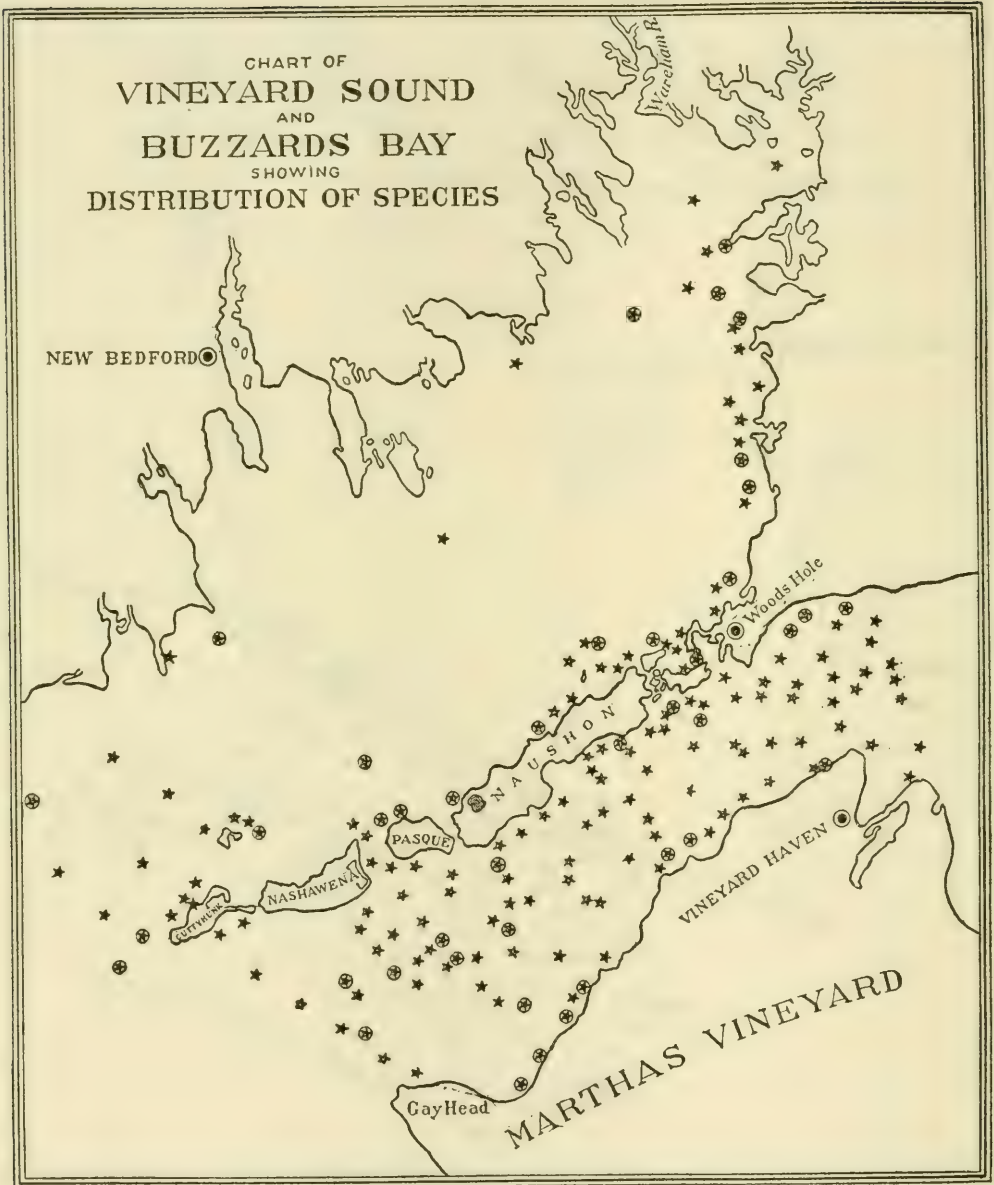 CHART OF
VINEYARD SOUND
AND
BUZZARDS BAY
SHOWING
DISTRIBUTION OF SPECIES
Wareham R.
NEW BEDFORD
Woods Hole
NAUSHON
PASQUE
NASHAWENA
CUTTYHUNK
VINEYARD HAVEN
MARTHAS VINEYARD
Gay Head